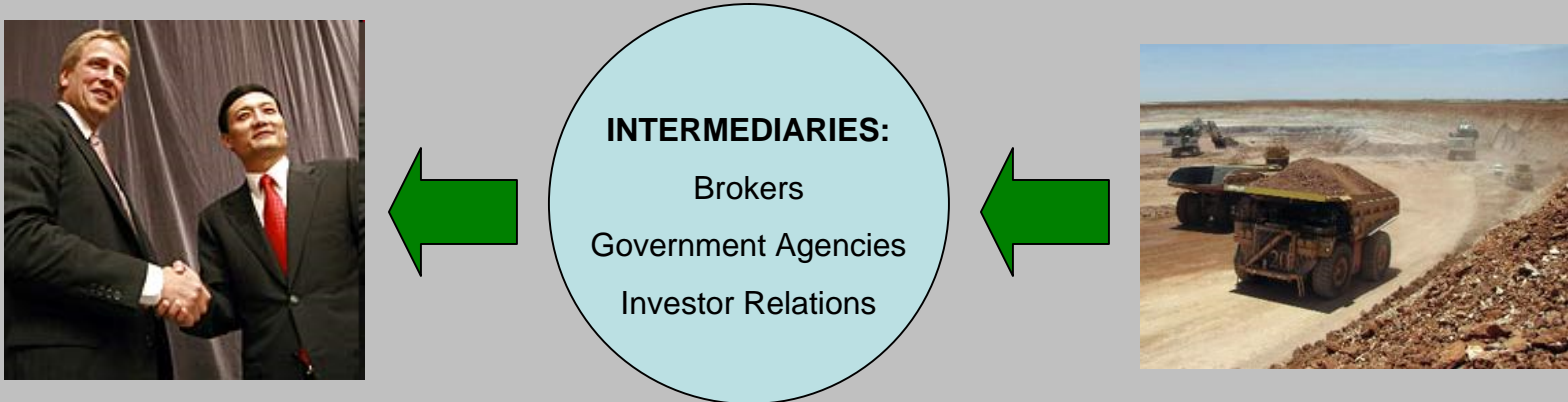 INTERMEDIARIES:
Brokers
Government Agencies
Investor Relations